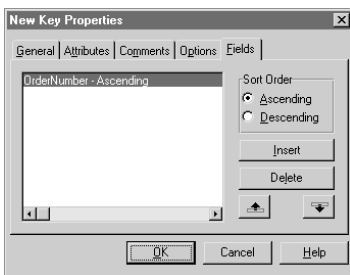 New Key Properties
General Attributes Comments Options Fields
OrderNumber - Ascending
Sort Order
Ascending
Descending
Insert
Delete
OK Cancel Help